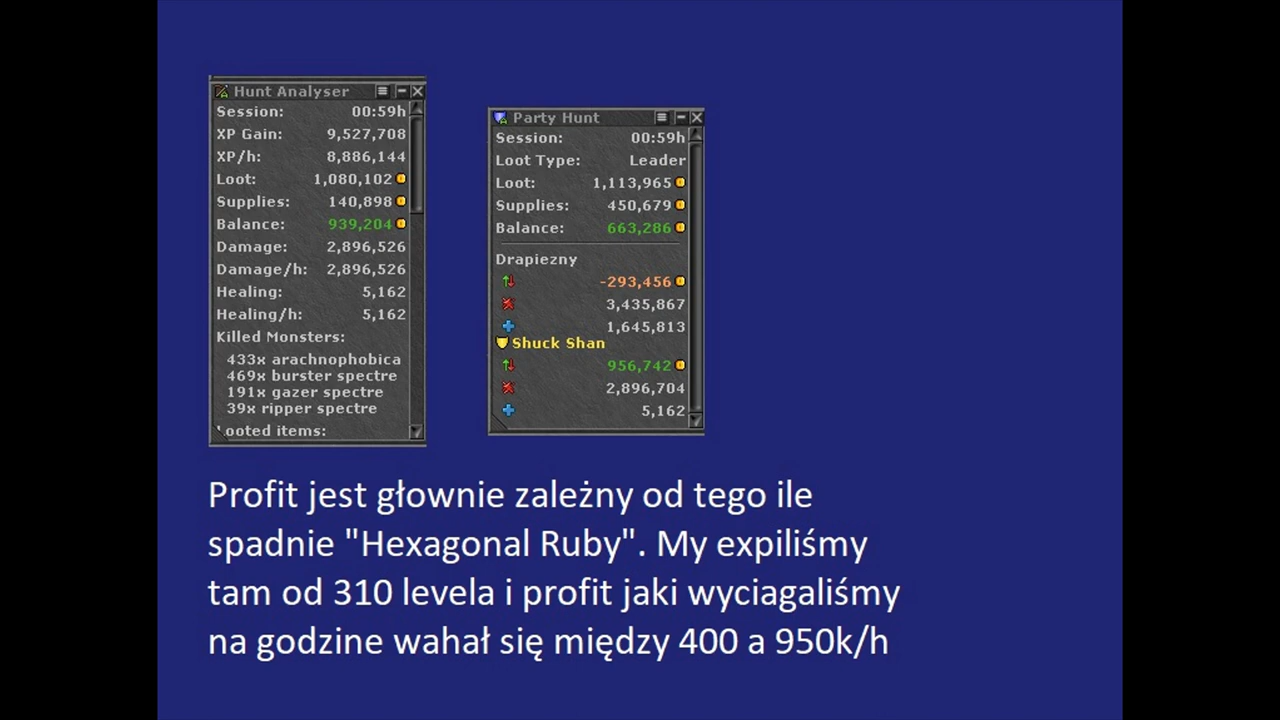 Hunt Analyser
Session: 00:59h
XP Gain: 9,527,708
XP/h: 8,886,144
Loot: 1,080,102
Supplies: 140,898
Balance: 939,204
Damage: 2,896,526
Damage/h: 2,896,526
Healing: 5,162
Healing/h: 5,162
Killed Monsters:
433x arachnophobica
469x burster spectre
191x gazer spectre
39x ripper spectre
Looted items:
Party Hunt
Session: 00:59h
Loot Type: Leader
Loot: 1,113,965
Supplies: 450,679
Balance: 663,286
Drapiezny
-293,456
3,435,867
1,645,813
Shuck Shan
956,742
2,896,704
5,162
Profit jest głownie zależny od tego ile
spadnie "Hexagonal Ruby". My expiliśmy
tam od 310 levela i profit jaki wyciagaliśmy
na godzine wahał się między 400 a 950k/h